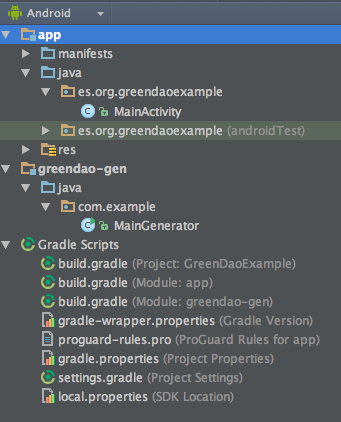 Android
app
manifests
java
es.org.greendaoexample
MainActivity
es.org.greendaoexample (androidTest)
res
greendao-gen
java
com.example
MainGenerator
Gradle Scripts
build.gradle (Project: GreenDaoExample)
build.gradle (Module: app)
build.gradle (Module: greendao-gen)
gradle-wrapper.properties (Gradle Version)
proguard-rules.pro (ProGuard Rules for app)
gradle.properties (Project Properties)
settings.gradle (Project Settings)
local.properties (SDK Location)